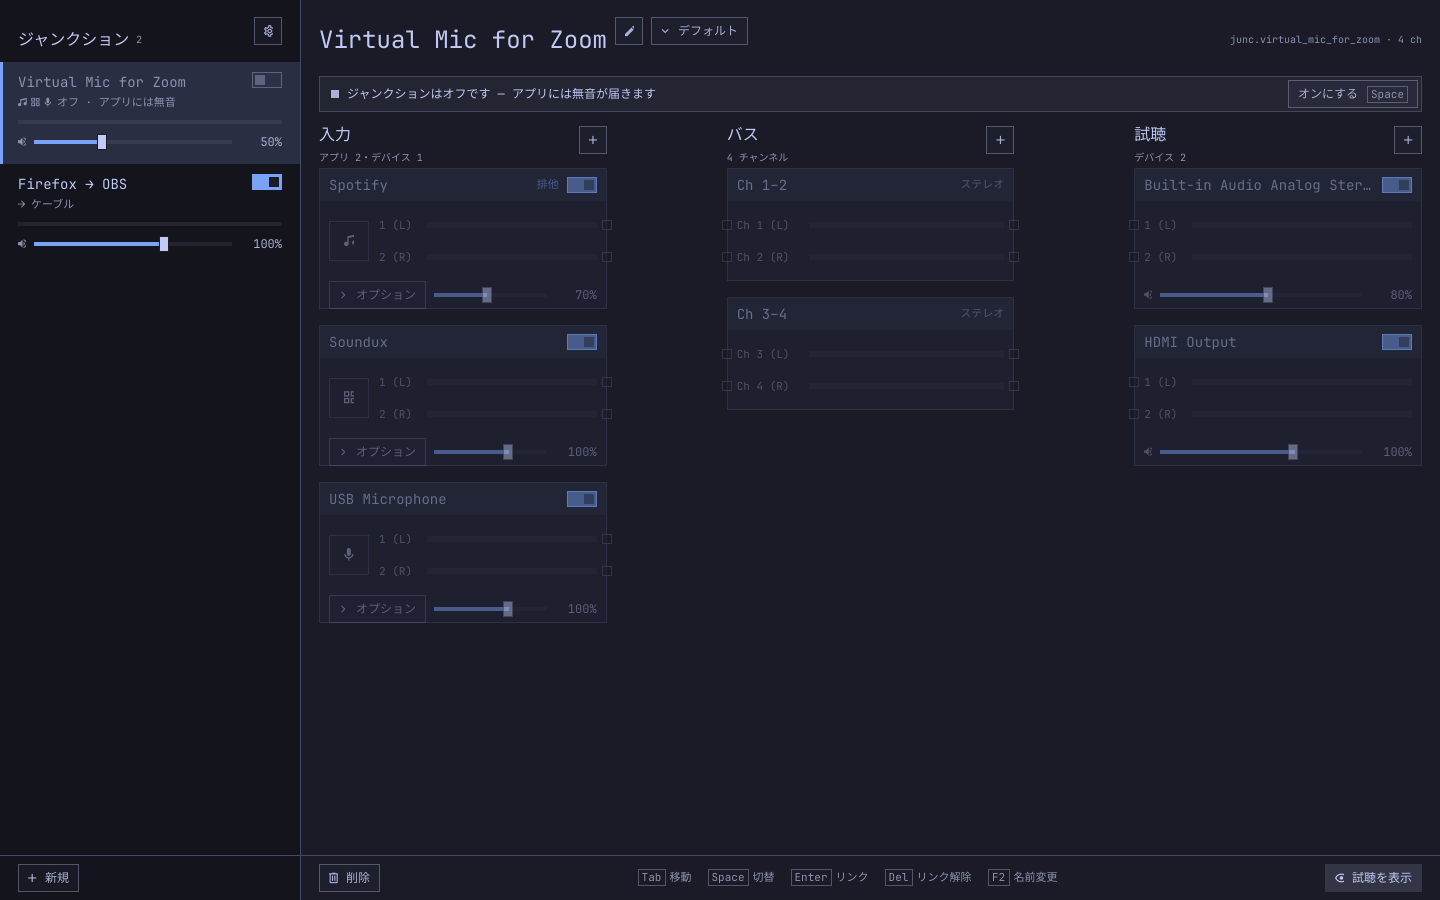 ジャンクション 2
Virtual Mic for Zoom
オフ · アプリには無音
50%
Firefox → OBS
→ ケーブル
100%
+ 新規
Virtual Mic for Zoom
デフォルト
junc.virtual_mic_for_zoom · 4 ch
ジャンクションはオフです — アプリには無音が届きます
オンにする Space
入力
アプリ 2・デバイス 1
Spotify 排他
1 (L)
2 (R)
オプション 70%
Soundux
1 (L)
2 (R)
オプション 100%
USB Microphone
1 (L)
2 (R)
オプション 100%
バス
4 チャンネル
Ch 1–2 ステレオ
Ch 1 (L)
Ch 2 (R)
Ch 3–4 ステレオ
Ch 3 (L)
Ch 4 (R)
試聴
デバイス 2
Built-in Audio Analog Ster…
1 (L)
2 (R)
80%
HDMI Output
1 (L)
2 (R)
100%
削除
Tab 移動 Space 切替 Enter リンク Del リンク解除 F2 名前変更
試聴を表示